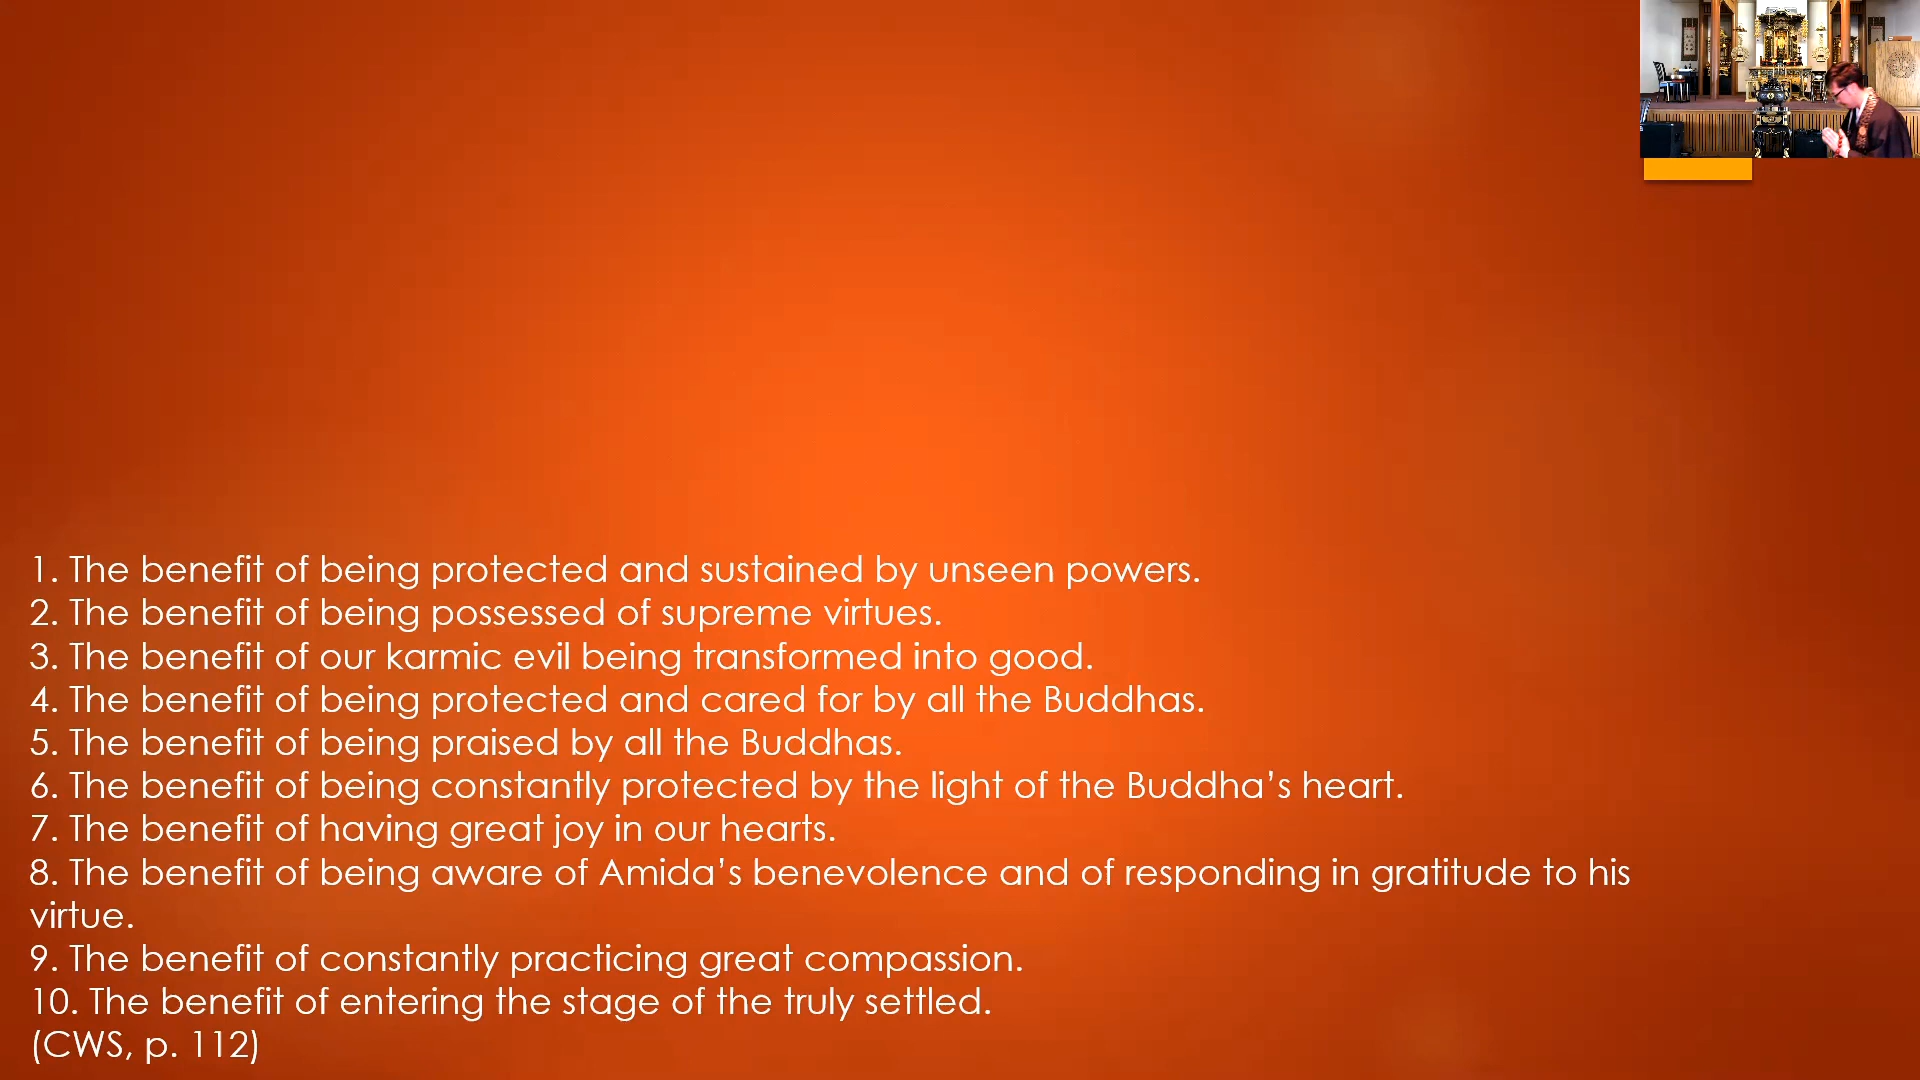 1. The benefit of being protected and sustained by unseen powers.
2. The benefit of being possessed of supreme virtues.
3. The benefit of our karmic evil being transformed into good.
4. The benefit of being protected and cared for by all the Buddhas.
5. The benefit of being praised by all the Buddhas.
6. The benefit of being constantly protected by the light of the Buddha’s heart.
7. The benefit of having great joy in our hearts.
8. The benefit of being aware of Amida’s benevolence and of responding in gratitude to his
virtue.
9. The benefit of constantly practicing great compassion.
10. The benefit of entering the stage of the truly settled.
(CWS, p. 112)